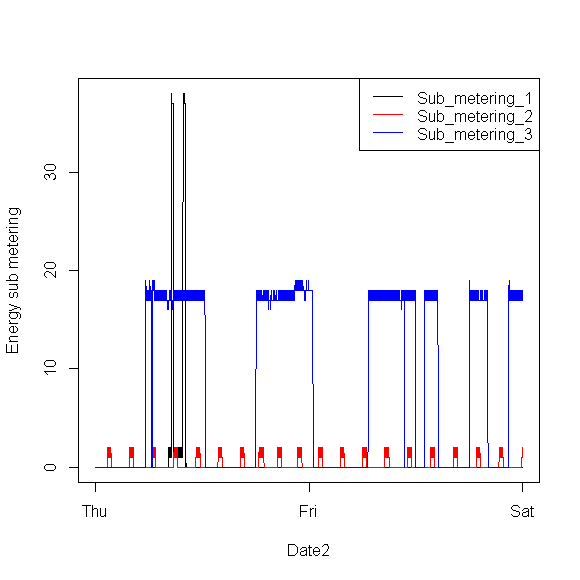 Sub_metering_1
Sub_metering_2
Sub_metering_3
Energy sub metering
30
20
10
0
Thu
Fri
Sat
Date2